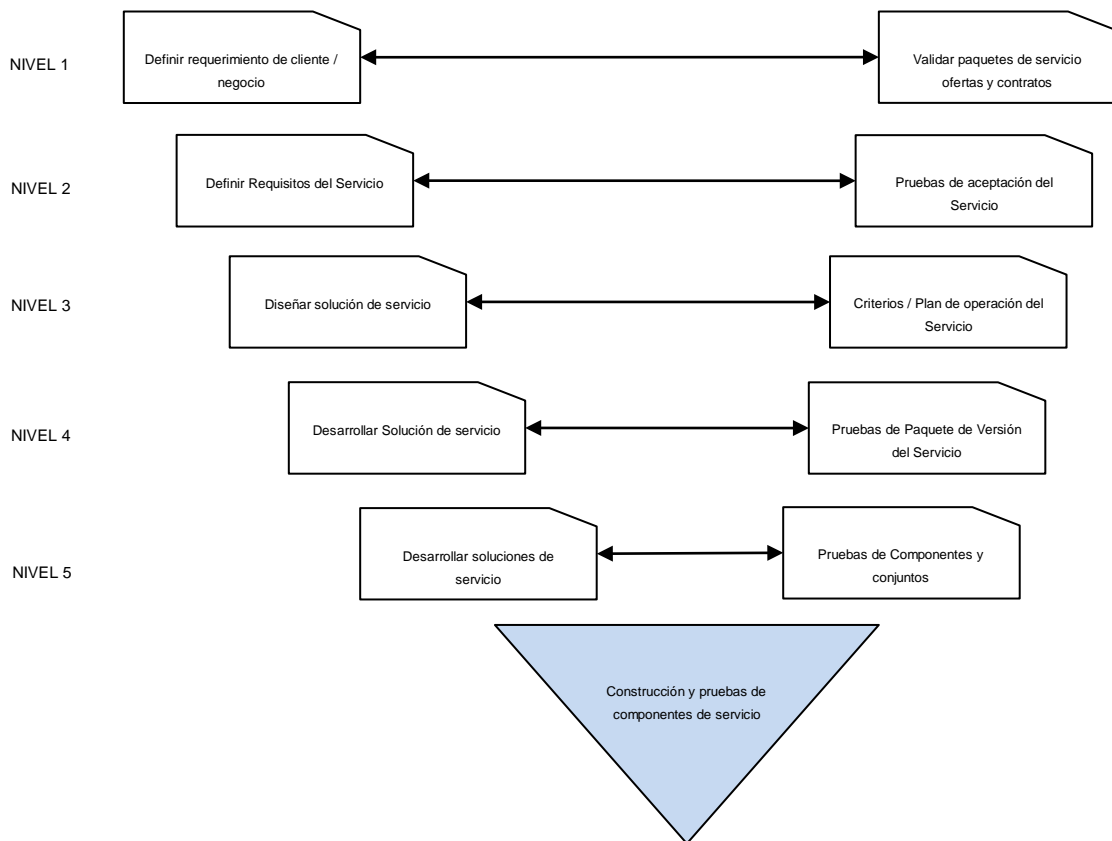 NIVEL 1
Definir requerimiento de cliente /
negocio
Validar paquetes de servicio
ofertas y contratos
NIVEL 2
Definir Requisitos del Servicio
Pruebas de aceptación del
Servicio
NIVEL 3
Diseñar solución de servicio
Criterios / Plan de operación del
Servicio
NIVEL 4
Desarrollar Solución de servicio
Pruebas de Paquete de Versión
del Servicio
NIVEL 5
Desarrollar soluciones de
servicio
Pruebas de Componentes y
conjuntos
Construcción y pruebas de
componentes de servicio